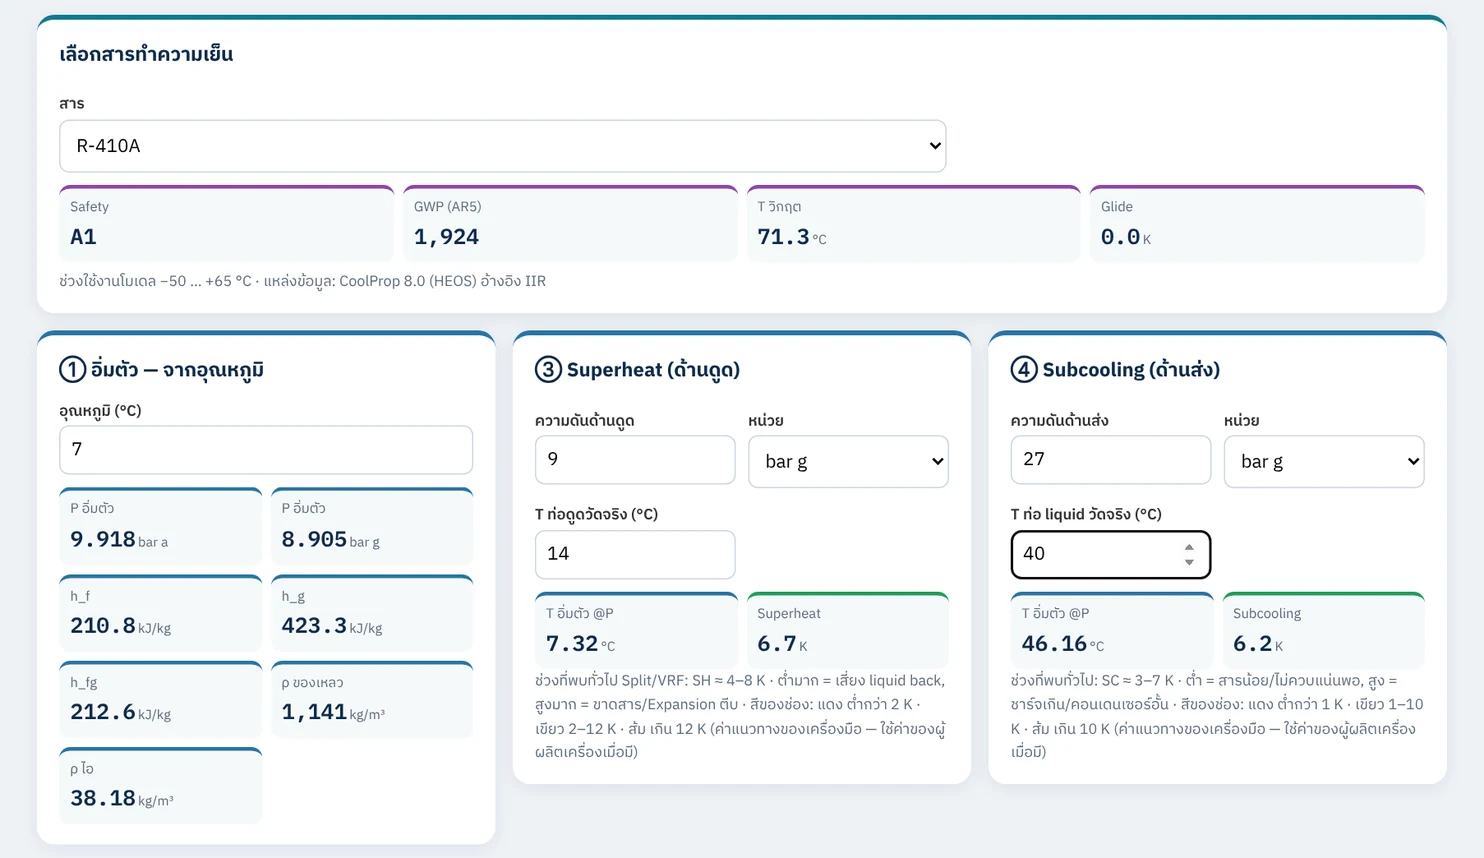 เลือกสารทำความเย็น
สาร
R-410A
Safety
A1
GWP (AR5)
1,924
T วิกฤต
71.3 °C
Glide
0.0 K
ช่วงใช้งานโมเดล −50 … +65 °C · แหล่งข้อมูล: CoolProp 8.0 (HEOS) อ้างอิง IIR
① อิ่มตัว — จากอุณหภูมิ
อุณหภูมิ (°C)
7
P อิ่มตัว
9.918 bar a
P อิ่มตัว
8.905 bar g
h_f
210.8 kJ/kg
h_g
423.3 kJ/kg
h_fg
212.6 kJ/kg
ρ ของเหลว
1,141 kg/m³
ρ ไอ
38.18 kg/m³
③ Superheat (ด้านดูด)
ความดันด้านดูด
9
หน่วย
bar g
T ท่อดูดวัดจริง (°C)
14
T อิ่มตัว @P
7.32 °C
Superheat
6.7 K
ช่วงที่พบทั่วไป Split/VRF: SH ≈ 4–8 K · ต่ำมาก = เสี่ยง liquid back,
สูงมาก = ขาดสาร/Expansion ตีบ · สีของช่อง: แดง ต่ำกว่า 2 K ·
เขียว 2–12 K · ส้ม เกิน 12 K (ค่าแนวทางของเครื่องมือ — ใช้ค่าของผู้
ผลิตเครื่องเมื่อมี)
④ Subcooling (ด้านส่ง)
ความดันด้านส่ง
27
หน่วย
bar g
T ท่อ liquid วัดจริง (°C)
40
T อิ่มตัว @P
46.16 °C
Subcooling
6.2 K
ช่วงที่พบทั่วไป: SC ≈ 3–7 K · ต่ำ = สารน้อย/ไม่ควบแน่นพอ, สูง =
ชาร์จเกิน/คอนเดนเซอร์อั้น · สีของช่อง: แดง ต่ำกว่า 1 K · เขียว 1–10
K · ส้ม เกิน 10 K (ค่าแนวทางของเครื่องมือ — ใช้ค่าของผู้ผลิตเครื่อง
เมื่อมี)